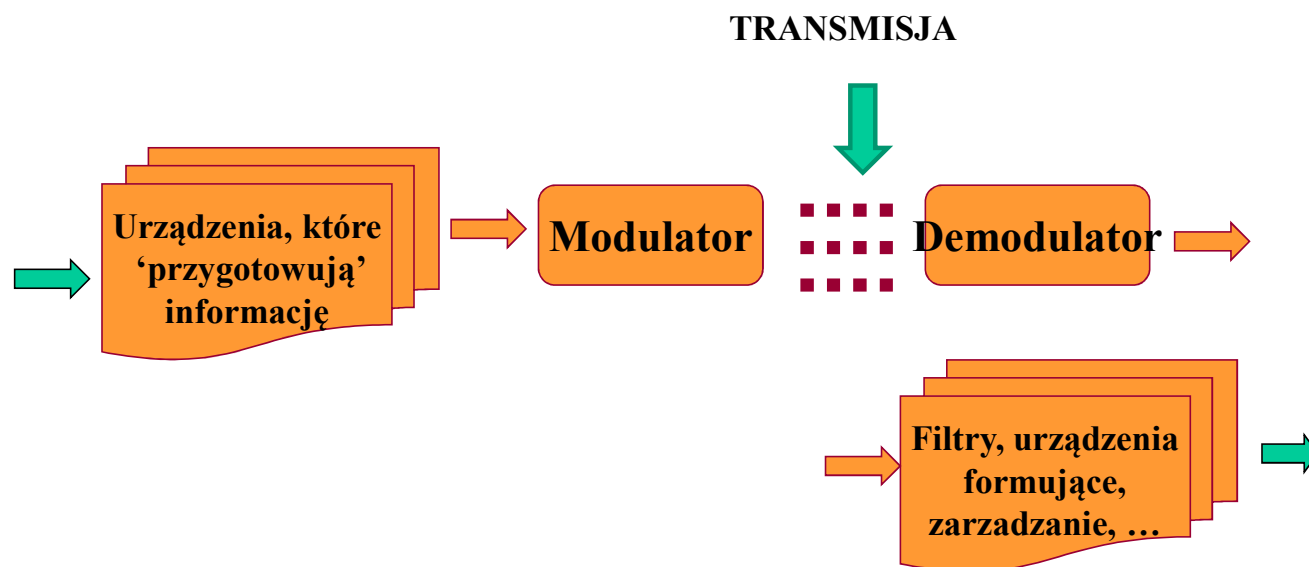 TRANSMISJA
Urządzenia, które
‘przygotowują’
informację
Modulator
Demodulator
Filtry, urządzenia
formujące,
zarzadzanie, …